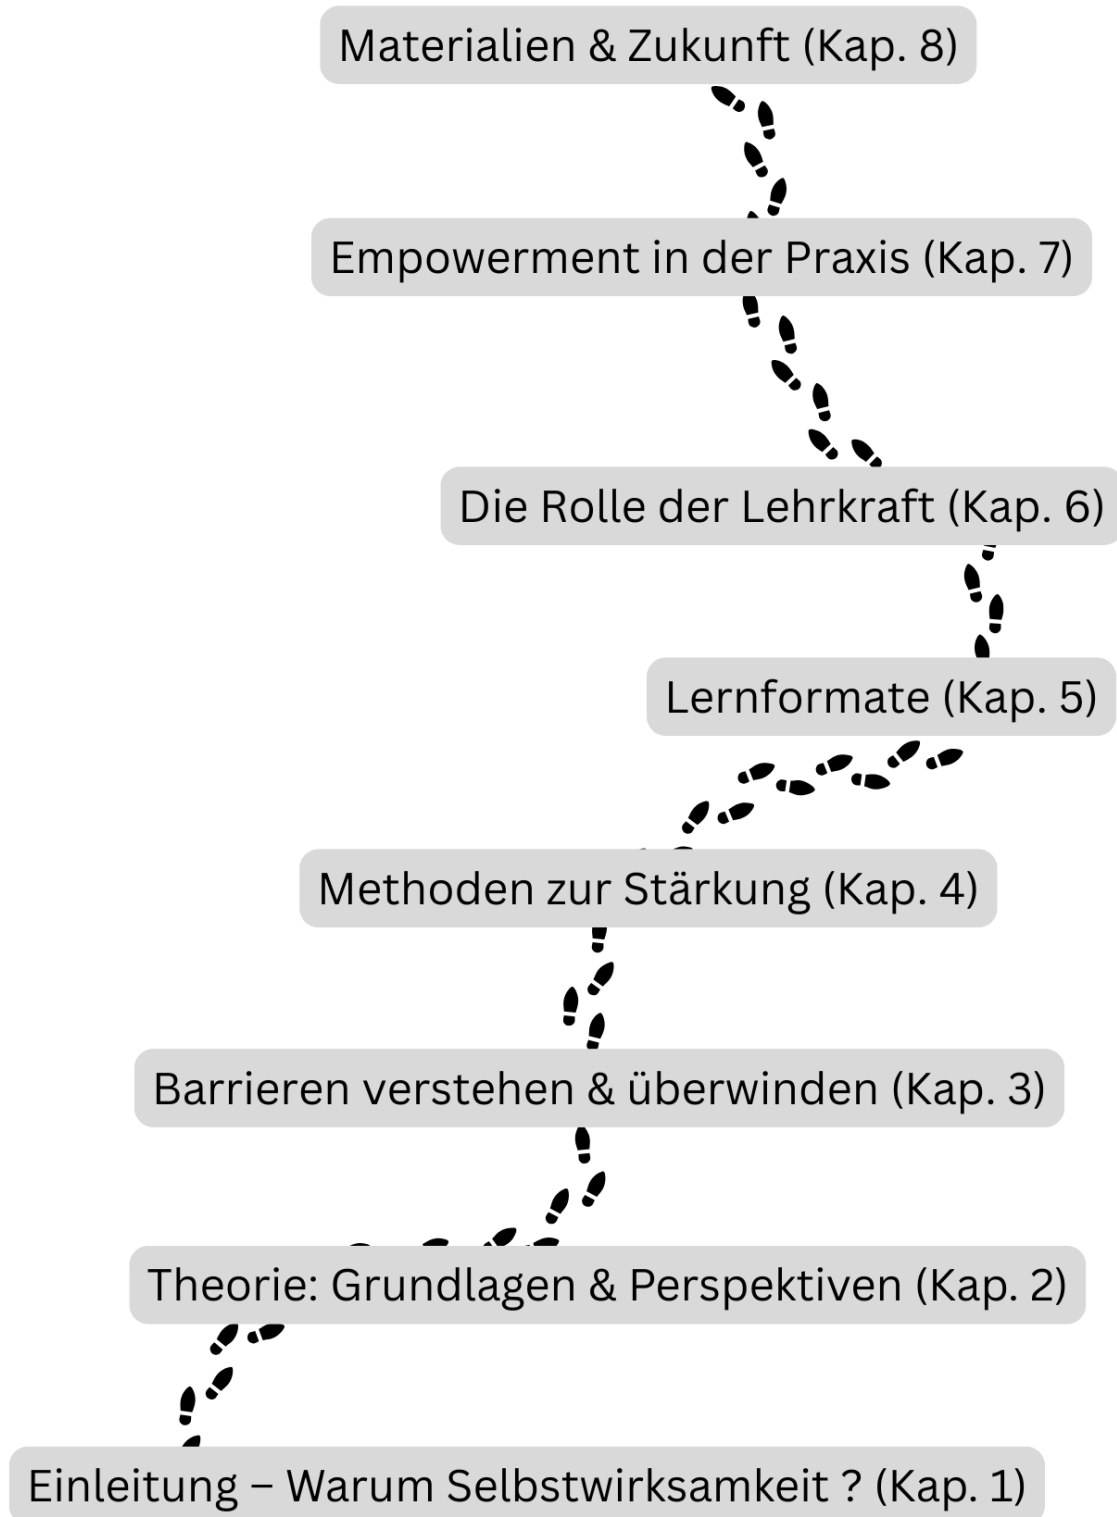 Materialien & Zukunft (Kap. 8)
Empowerment in der Praxis (Kap. 7)
Die Rolle der Lehrkraft (Kap. 6)
Lernformate (Kap. 5)
Methoden zur Stärkung (Kap. 4)
Barrieren verstehen & überwinden (Kap. 3)
Theorie: Grundlagen & Perspektiven (Kap. 2)
Einleitung – Warum Selbstwirksamkeit ? (Kap. 1)